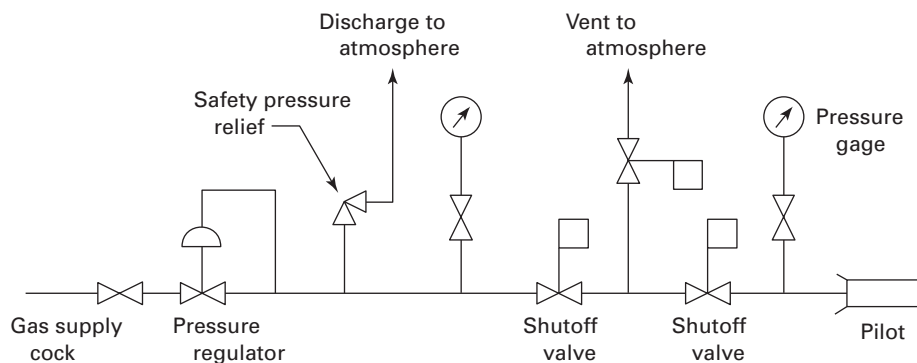 Discharge to
atmosphere
Vent to
atmosphere
Safety pressure
relief
Pressure
gage
Gas supply
cock
Pressure
regulator
Shutoff
valve
Shutoff
valve
Pilot